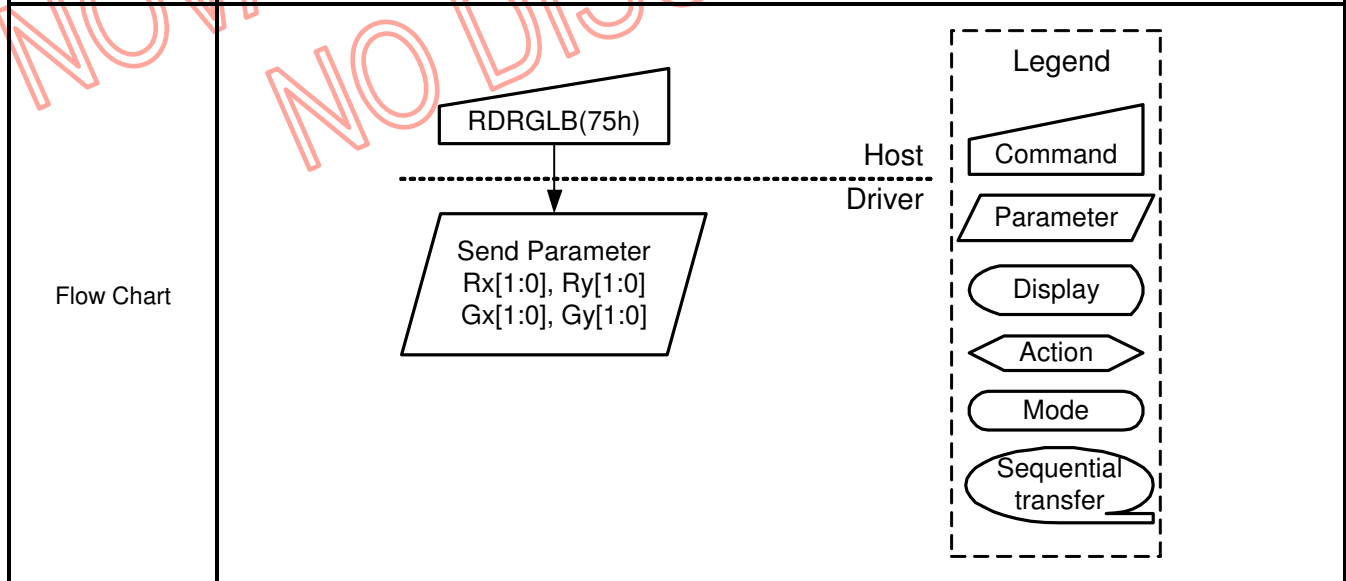 Flow Chart
RDRGLB(75h)
Host
Driver
Send Parameter
Rx[1:0], Ry[1:0]
Gx[1:0], Gy[1:0]
Legend
Command
Parameter
Display
Action
Mode
Sequential
transfer
NO